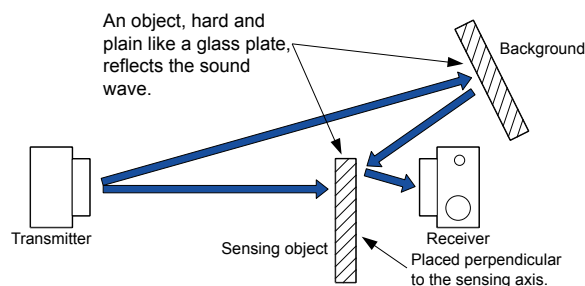 An object, hard and
plain like a glass plate,
reflects the sound
wave.
Background
Transmitter
Sensing object
Receiver
Placed perpendicular
to the sensing axis.